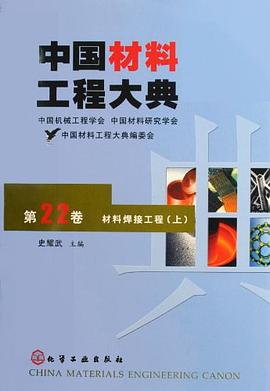 中国材料
工程大典
中国机械工程学会 中国材料研究学会
中国材料工程大典编委会
第22卷 材料焊接工程(上)
史耀武 主编
典
化学工业出版社
CHINA MATERIALS ENGINEERING CANON